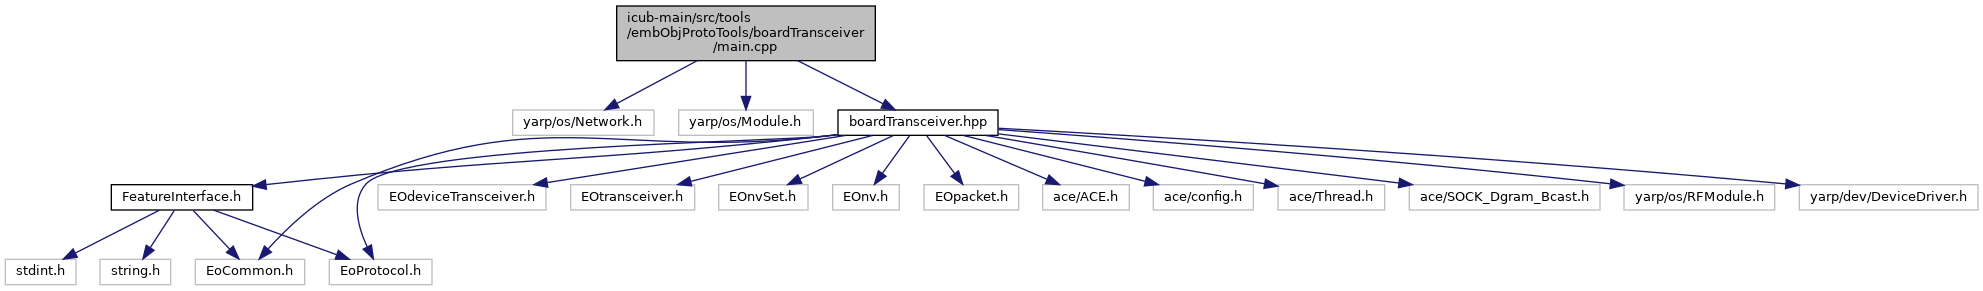 icub-main/src/tools
/embObjProtoTools/boardTransceiver
/main.cpp
yarp/os/Network.h
yarp/os/Module.h
boardTransceiver.hpp
FeatureInterface.h
EOdeviceTransceiver.h
EOtransceiver.h
EOnvSet.h
EOnv.h
EOpacket.h
ace/ACE.h
ace/config.h
ace/Thread.h
ace/SOCK_Dgram_Bcast.h
yarp/os/RFModule.h
yarp/dev/DeviceDriver.h
stdint.h
string.h
EoCommon.h
EoProtocol.h